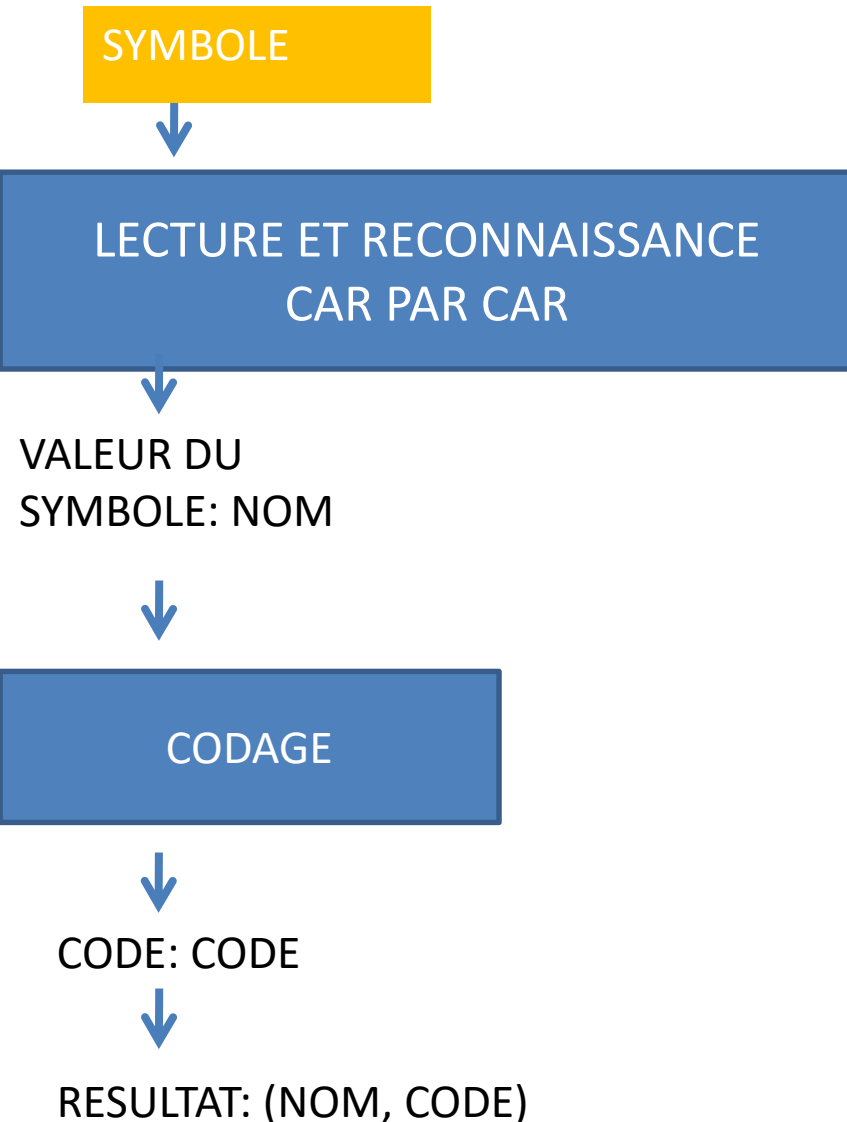 SYMBOLE
LECTURE ET RECONNAISSANCE
CAR PAR CAR
VALEUR DU
SYMBOLE: NOM
CODAGE
CODE: CODE
RESULTAT: (NOM, CODE)